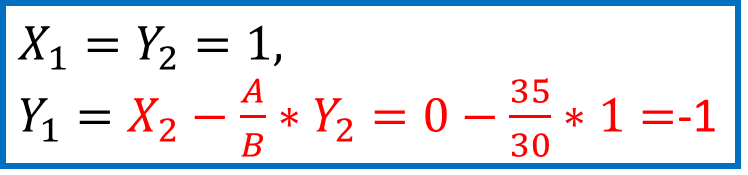 X₁ = Y₂ = 1,
Y₁ = X₂ − A/B * Y₂ = 0 − 35/30 * 1 =-1